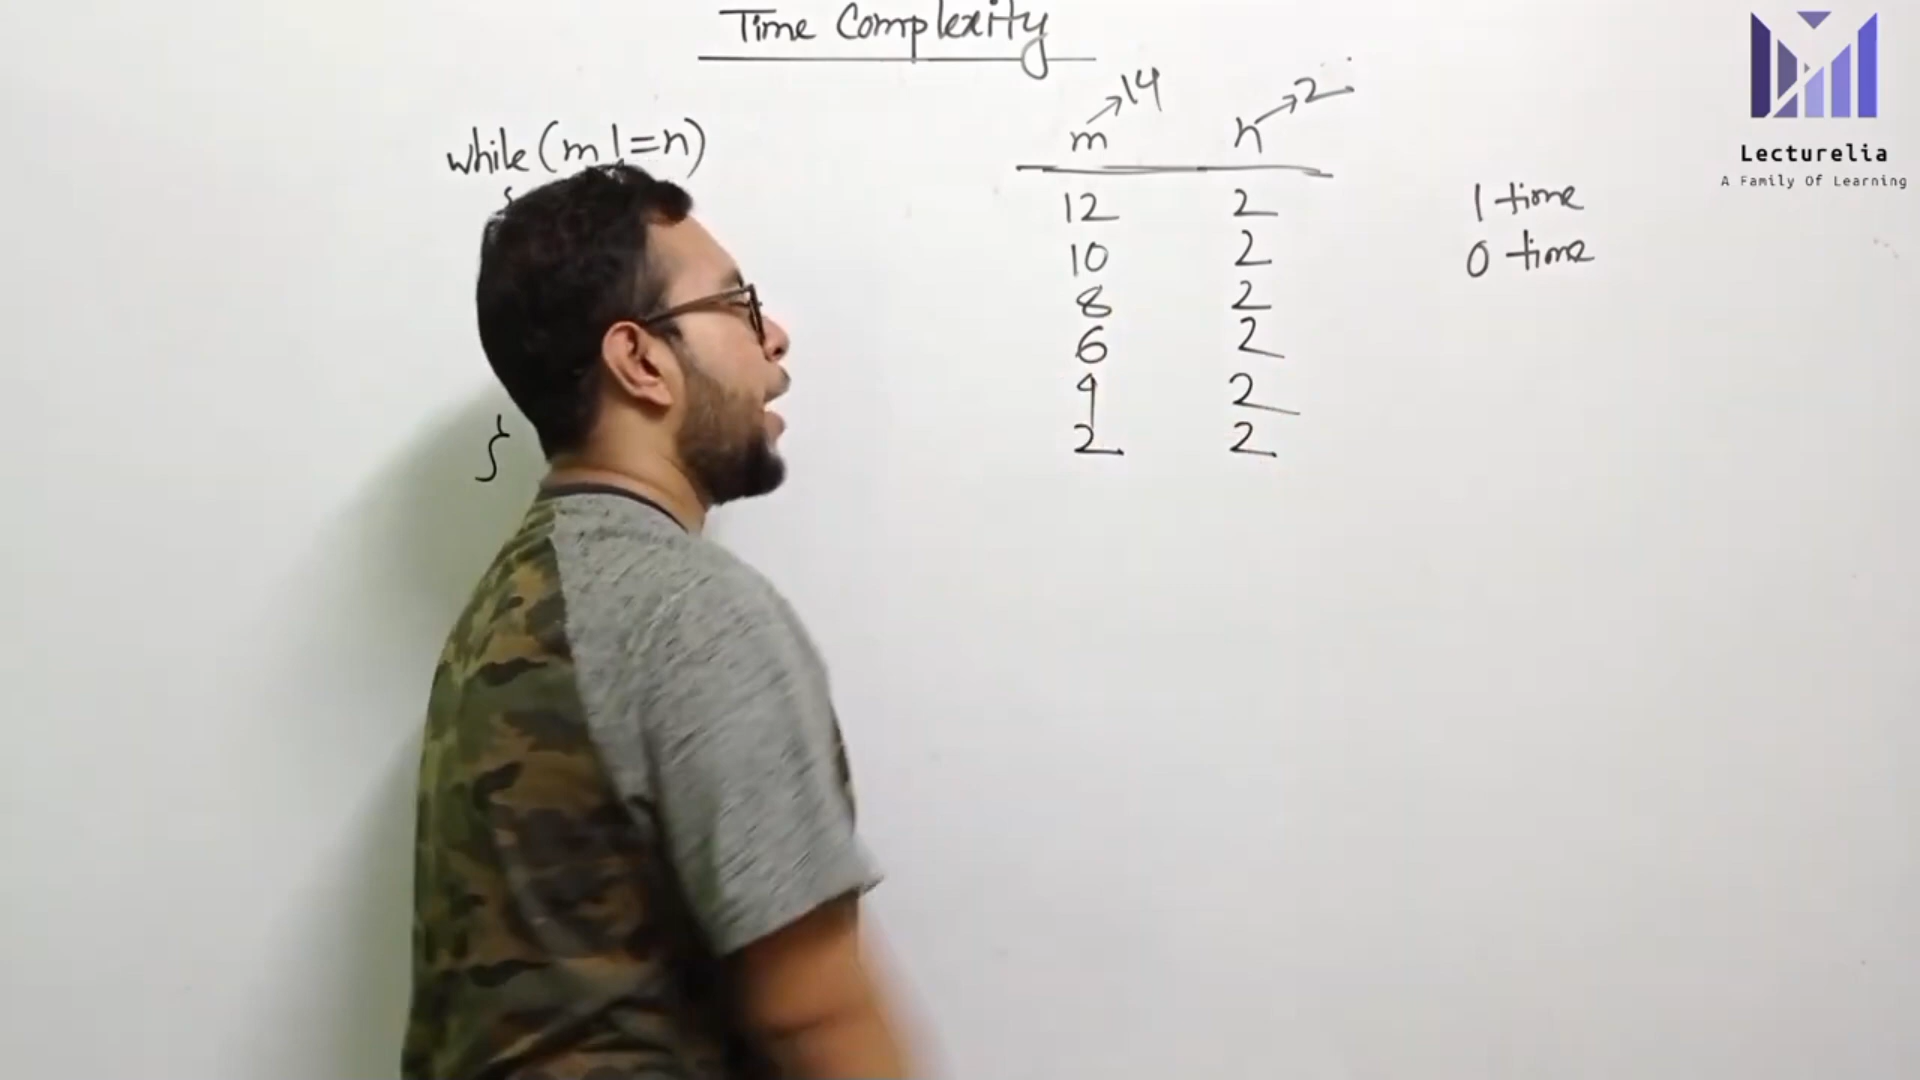 Time Complexity
while (m != n)
{
}
m → 14
n → 2
12 2
10 2
8 2
6 2
4 2
2 2
1 time
0 time
Lecturelia
A Family Of Learning